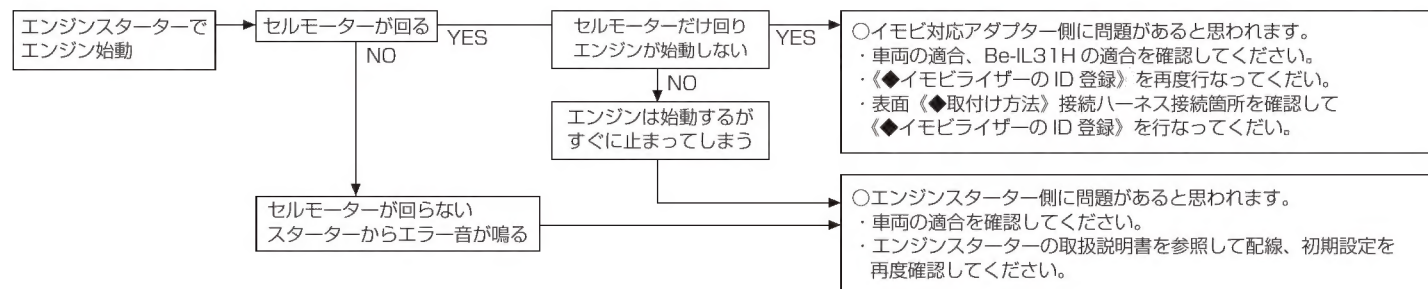 エンジンスターターで
エンジン始動
セルモーターが回る
YES
NO
セルモーターだけ回り
エンジンが始動しない
YES
NO
エンジンは始動するが
すぐに止まってしまう
セルモーターが回らない
スターターからエラー音が鳴る
○イモビ対応アダプター側に問題があると思われます。
・車両の適合、Be-IL31Hの適合を確認してください。
・《◆イモビライザーのID登録》を再度行なってくだい。
・表面《◆取付け方法》接続ハーネス接続箇所を確認して
《◆イモビライザーのID登録》を行なってくだい。
○エンジンスターター側に問題があると思われます。
・車両の適合を確認してください。
・エンジンスターターの取扱説明書を参照して配線、初期設定を
再度確認してください。